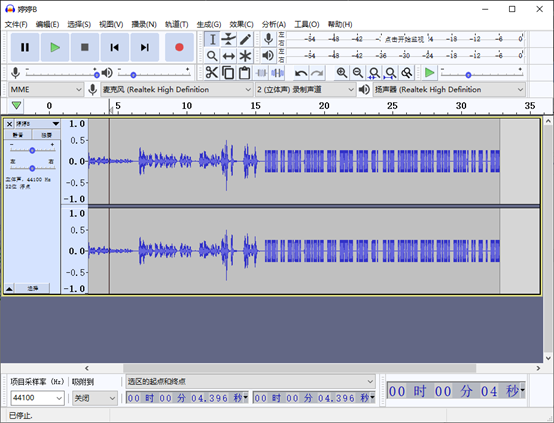 婷婷8
文件(F) 编辑(E) 选择(S) 视图(V) 播录(N) 轨道(T) 生成(G) 效果(C) 分析(A) 工具(O) 帮助(H)
左 右 -54 -48 -42 - 点击开始监视 4 -18 -12 -6 0
左 右 -54 -48 -42 -36 -30 -24 -18 -12 -6 0
MME 麦克风 (Realtek High Definition 2 (立体声) 录制声道 扬声器 (Realtek High Definition
0 5 10 15 20 25 30 35
× 婷婷8
静音 独奏
- +
左 右
立体声, 44100 Hz
32位 浮点
选择
1.0
0.5
0.0
-0.5
-1.0
1.0
0.5
0.0
-0.5
-1.0
项目采样率 (Hz) 吸附到 选区的起点和终点
44100 关闭 00 时 00 分 04.396 秒 00 时 00 分 04.396 秒
00 时 00 分 04 秒
已停止.